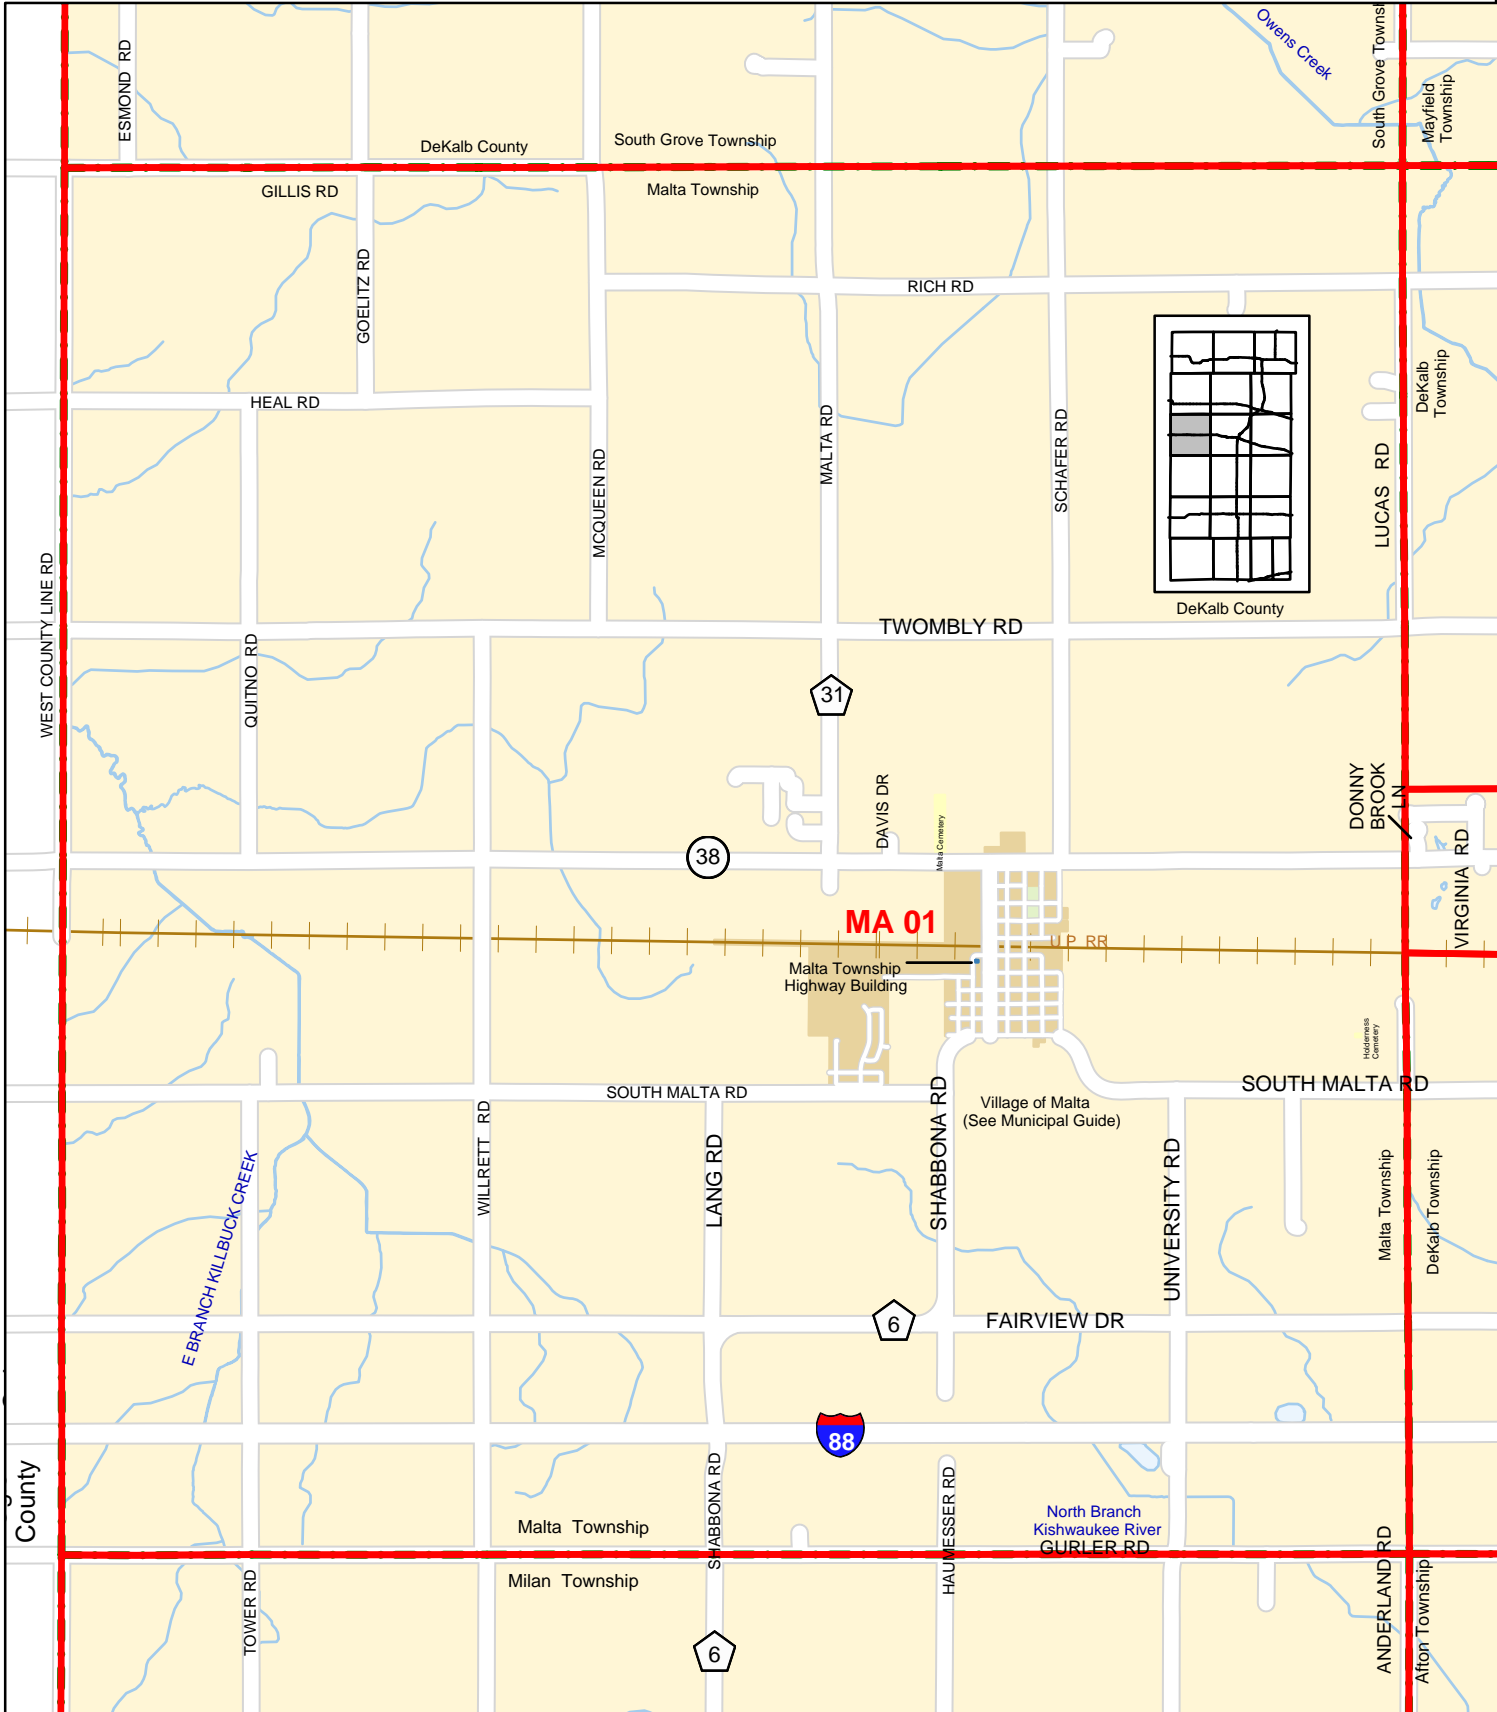 Owens Creek
South Grove Township
Mayfield
Township
ESMOND RD
DeKalb County
South Grove Township
GILLIS RD
Malta Township
GOELITZ RD
RICH RD
DeKalb
Township
HEAL RD
MALTA RD
SCHAFER RD
MCQUEEN RD
LUCAS RD
DeKalb County
WEST COUNTY LINE RD
QUITNO RD
TWOMBLY RD
31
DAVIS DR
DONNY
BROOK
LN
Malta Cemetery
38
VIRGINIA RD
MA 01
U P RR
Malta Township
Highway Building
Holderness
Cemetery
SOUTH MALTA RD
SOUTH MALTA RD
Village of Malta
(See Municipal Guide)
WILLRETT RD
LANG RD
SHABBONA RD
UNIVERSITY RD
Malta Township
DeKalb Township
E BRANCH KILLBUCK CREEK
6
FAIRVIEW DR
88
County
SHABBONA RD
HAUMESSER RD
North Branch
Kishwaukee River
Malta Township
GURLER RD
Milan Township
TOWER RD
ANDERLAND RD
Afton Township
6